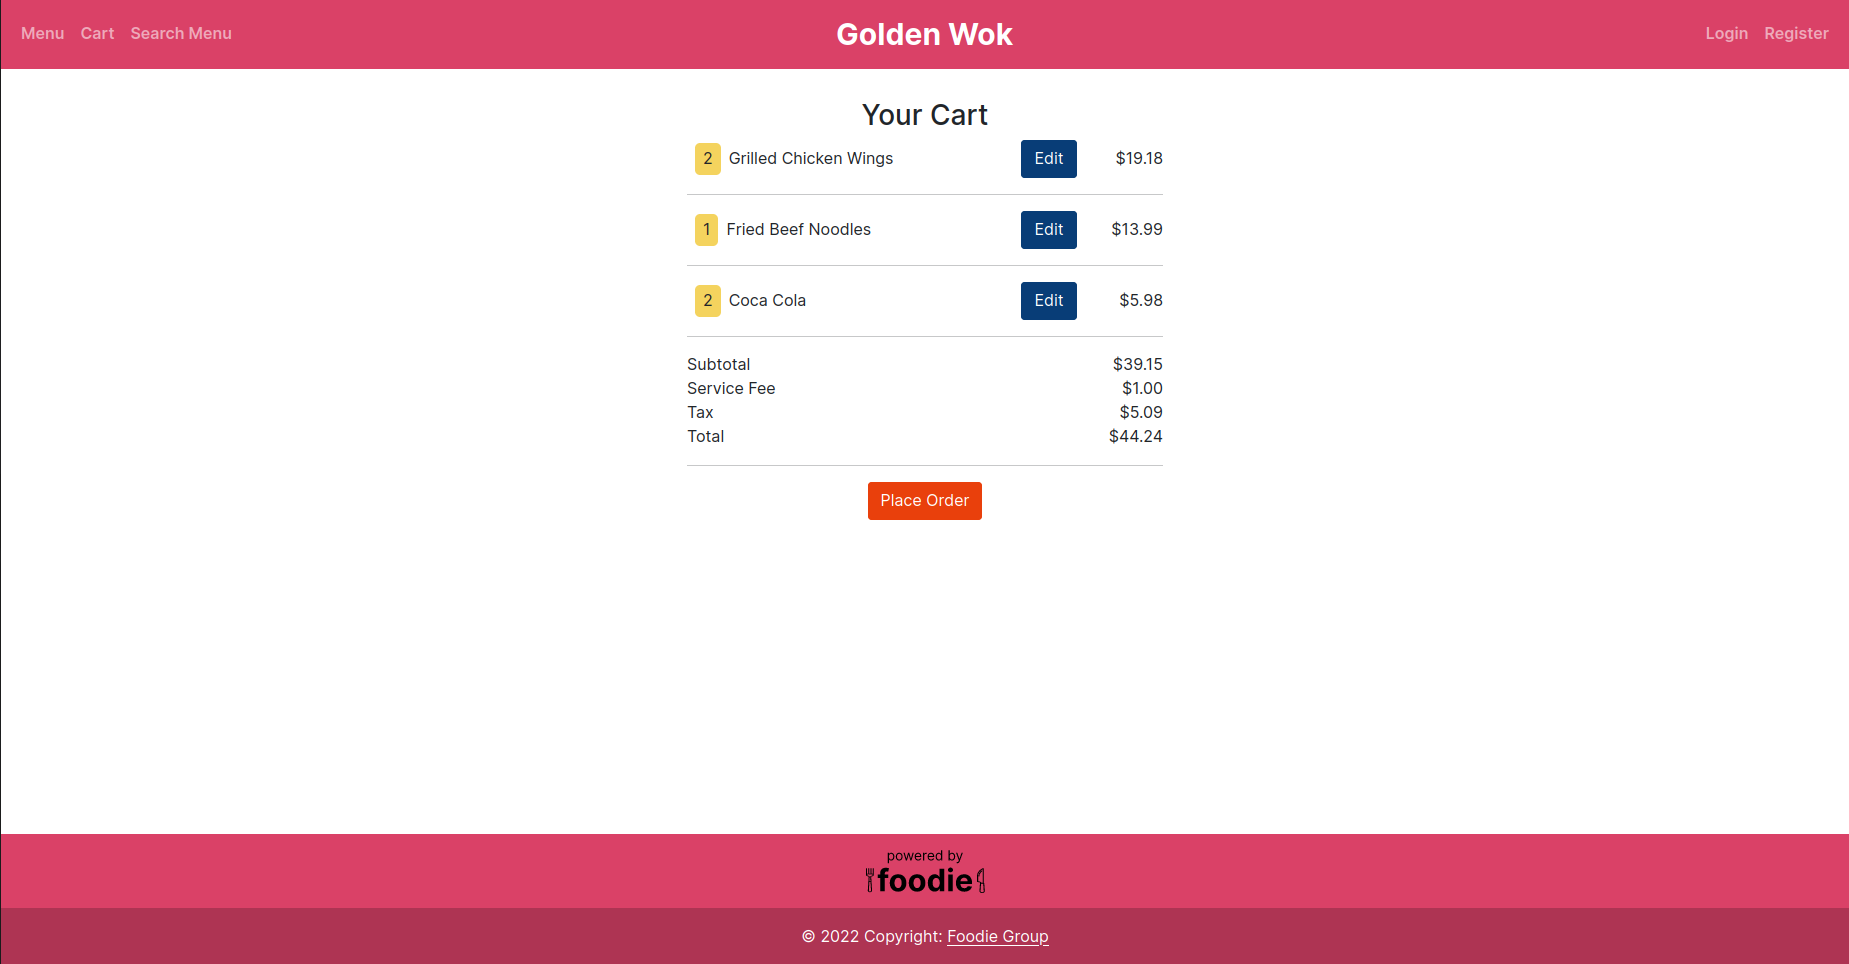 Menu Cart Search Menu Golden Wok Login Register
Your Cart
2 Grilled Chicken Wings Edit $19.18
1 Fried Beef Noodles Edit $13.99
2 Coca Cola Edit $5.98
Subtotal $39.15
Service Fee $1.00
Tax $5.09
Total $44.24
Place Order
powered by
foodie
© 2022 Copyright: Foodie Group